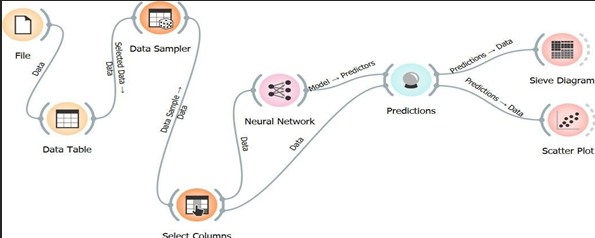 File
Data
Data Table
Selected Data → Data
Data Sampler
Data Sample → Data
Select Columns
Data
Neural Network
Model → Predictors
Data
Predictions
Predictions → Data
Sieve Diagram
Predictions → Data
Scatter Plot